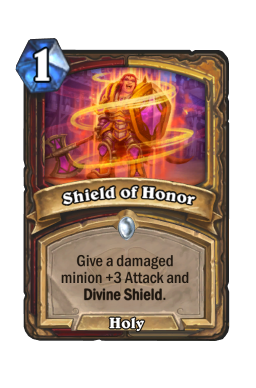 1
Shield of Honor
Give a damaged
minion +3 Attack and
Divine Shield.
Holy